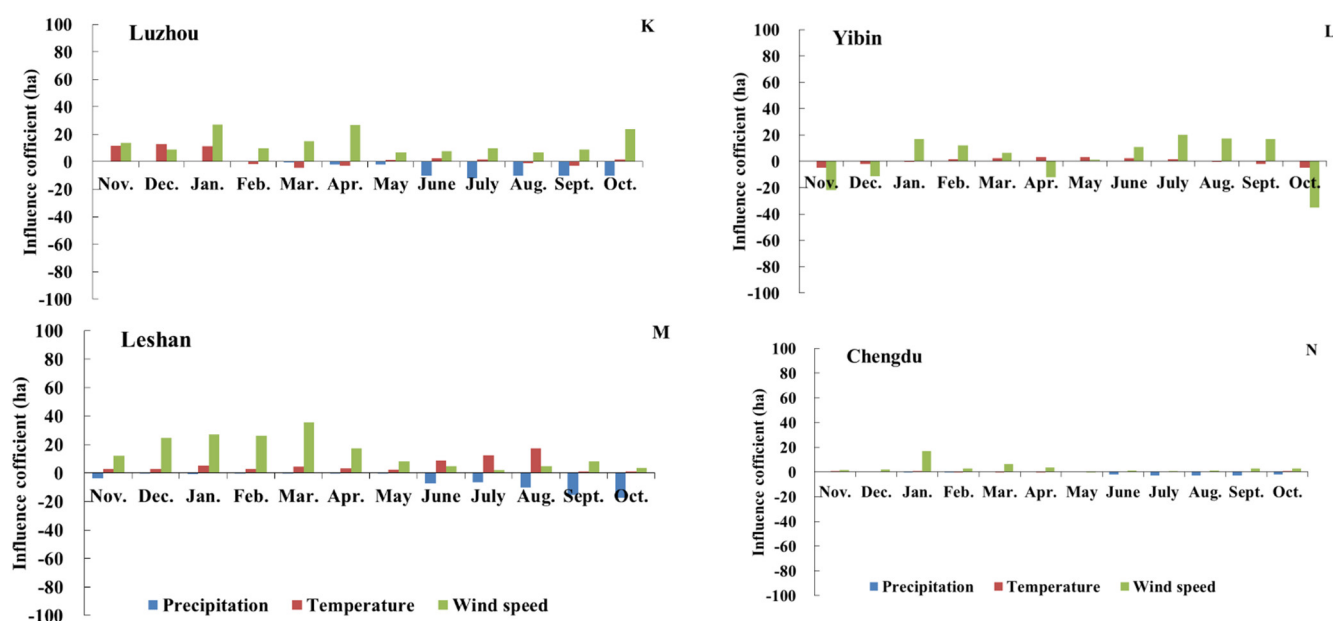 Luzhou
K
Influence cofficient (ha)
100
80
60
40
20
0
-20
-40
-60
-80
-100
Nov. Dec. Jan. Feb. Mar. Apr. May June July Aug. Sept. Oct.
Yibin
L
Influence cofficient (ha)
100
80
60
40
20
0
-20
-40
-60
-80
-100
Nov. Dec. Jan. Feb. Mar. Apr. May June July Aug. Sept. Oct.
Leshan
M
Influence cofficient (ha)
100
80
60
40
20
0
-20
-40
-60
-80
-100
Nov. Dec. Jan. Feb. Mar. Apr. May June July Aug. Sept. Oct.
Precipitation Temperature Wind speed
Chengdu
N
Influence cofficient (ha)
100
80
60
40
20
0
-20
-40
-60
-80
-100
Nov. Dec. Jan. Feb. Mar. Apr. May June July Aug. Sept. Oct.
Precipitation Temperature Wind speed